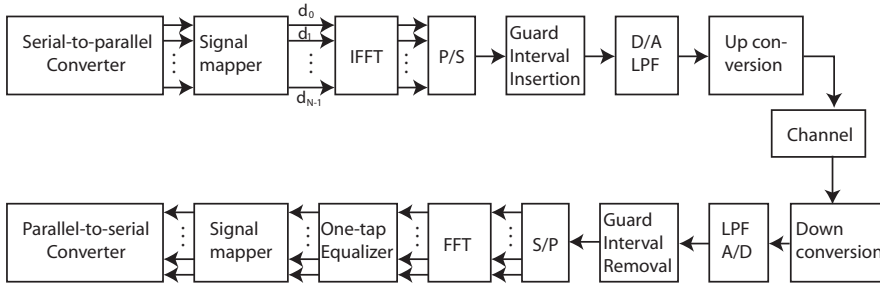 Serial-to-parallel
Converter
Signal
mapper
d0
d1
dN-1
IFFT
P/S
Guard
Interval
Insertion
D/A
LPF
Up con-
version
Channel
Parallel-to-serial
Converter
Signal
mapper
One-tap
Equalizer
FFT
S/P
Guard
Interval
Removal
LPF
A/D
Down
conversion